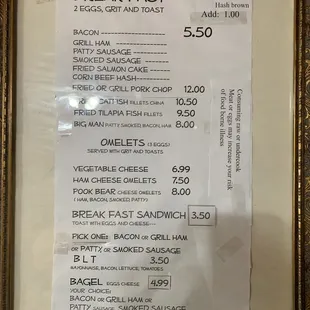 2 EGGS, GRIT AND TOAST
Hash brown
Add: 1.00
BACON -------------------- 5.50
GRILL HAM ------------------
PATTY SAUSAGE --------------
SMOKED SAUSAGE -------
FRIED SALMON CAKE -----
CORN BEEF HASH----------
FRIED OR GRILL PORK CHOP 12.00
FISH FILLETS CHINA 10.50
FRIED TILAPIA FISH FILLETS 9.50
BIG MAN PATTY, SMOKED, BACON, HAM 8.00
Consuming raw or undercook
Meat or eggs may increase your risk
of food borne illness
OMELETS (3 EGGS)
SERVED WITH GRIT AND TOASTS
VEGETABLE CHEESE 6.99
HAM CHEESE OMELETS 7.50
POOK BEAR CHEESE OMELETS 8.00
( HAM, BACON, SMOKED, PATTY)
BREAK FAST SANDWICH 3.50
TOAST WITH EGGS AND CHEESE----
PICK ONE: BACON OR GRILL HAM
OR PATTY, OR SMOKED SAUSAGE
B L T 3.50
MAYONNAISE, BACON, LETTUCE, TOMATOES
BAGEL EGGS CHEESE 4.99
YOUR CHOICE:
BACON OR GRILL HAM OR
PATTY SAUSAGE OR SMOKED SAUSAGE